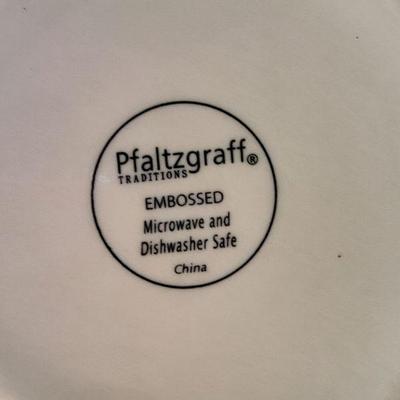 Pfaltzgraff®
TRADITIONS
EMBOSSED
Microwave and
Dishwasher Safe
China